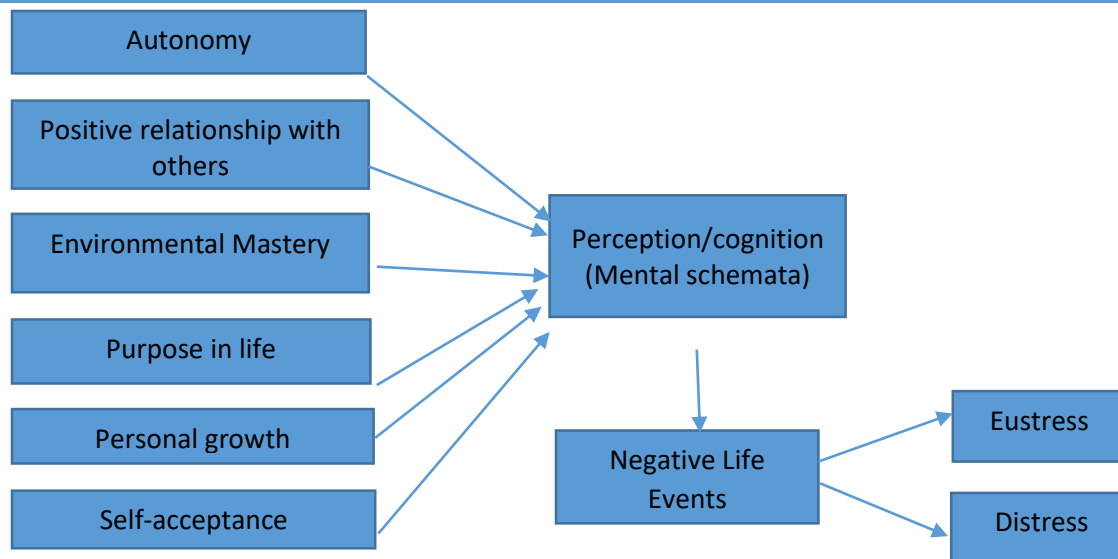 Autonomy
Positive relationship with
others
Environmental Mastery
Purpose in life
Personal growth
Self-acceptance
Perception/cognition
(Mental schemata)
Negative Life
Events
Eustress
Distress